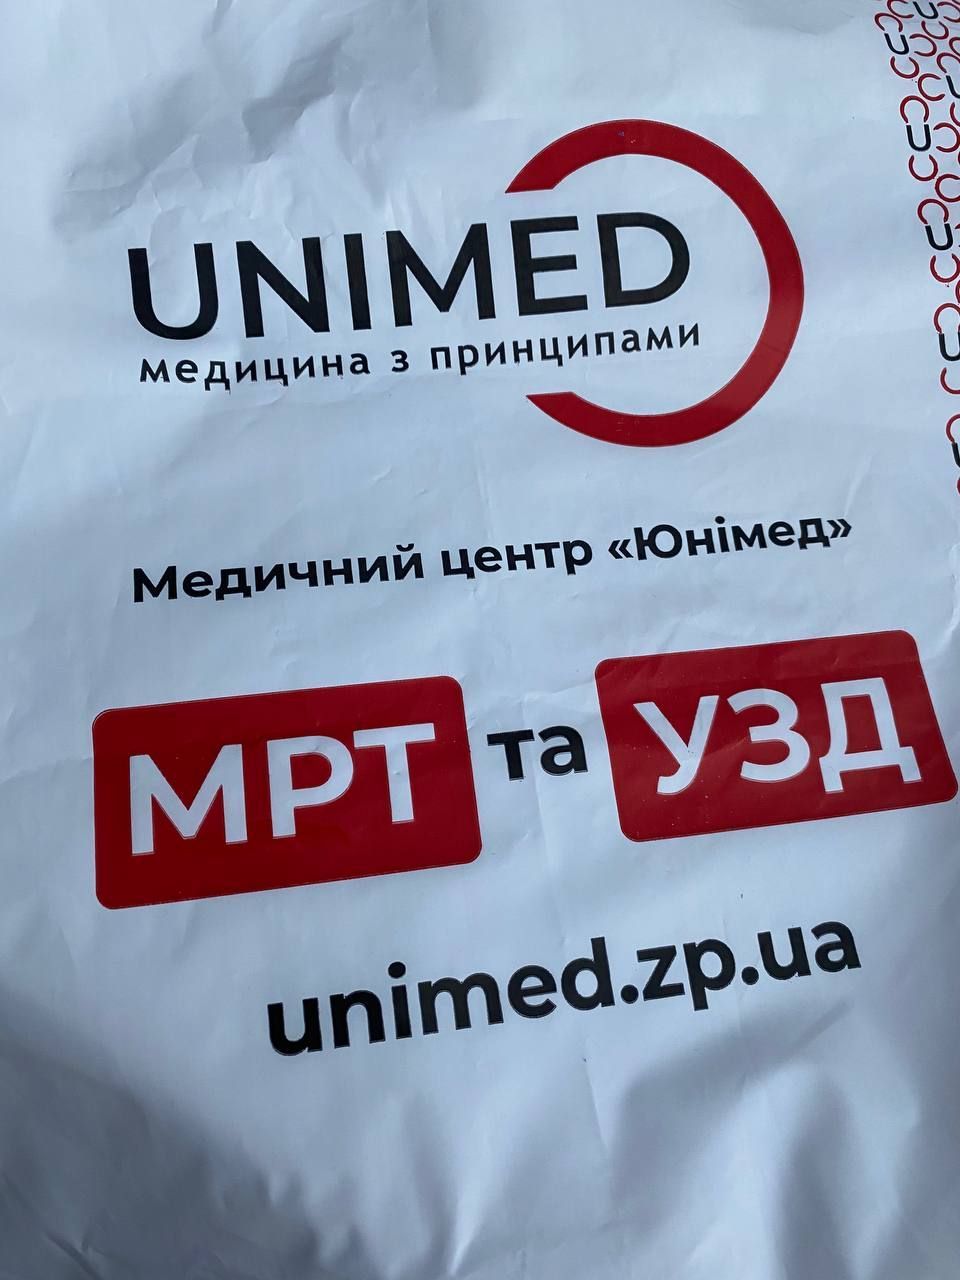 UNIMED
медицина з принципами
Медичний центр «Юнімед»
МРТ та УЗД
unimed.zp.ua